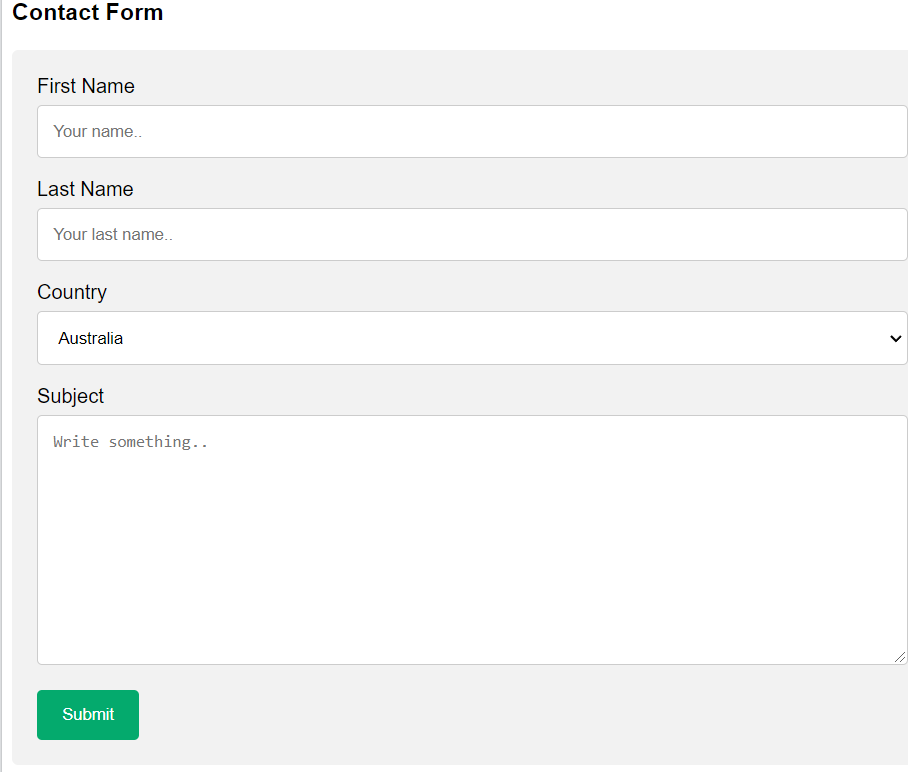 Contact Form
First Name
Your name..
Last Name
Your last name..
Country
Australia
Subject
Write something..
Submit